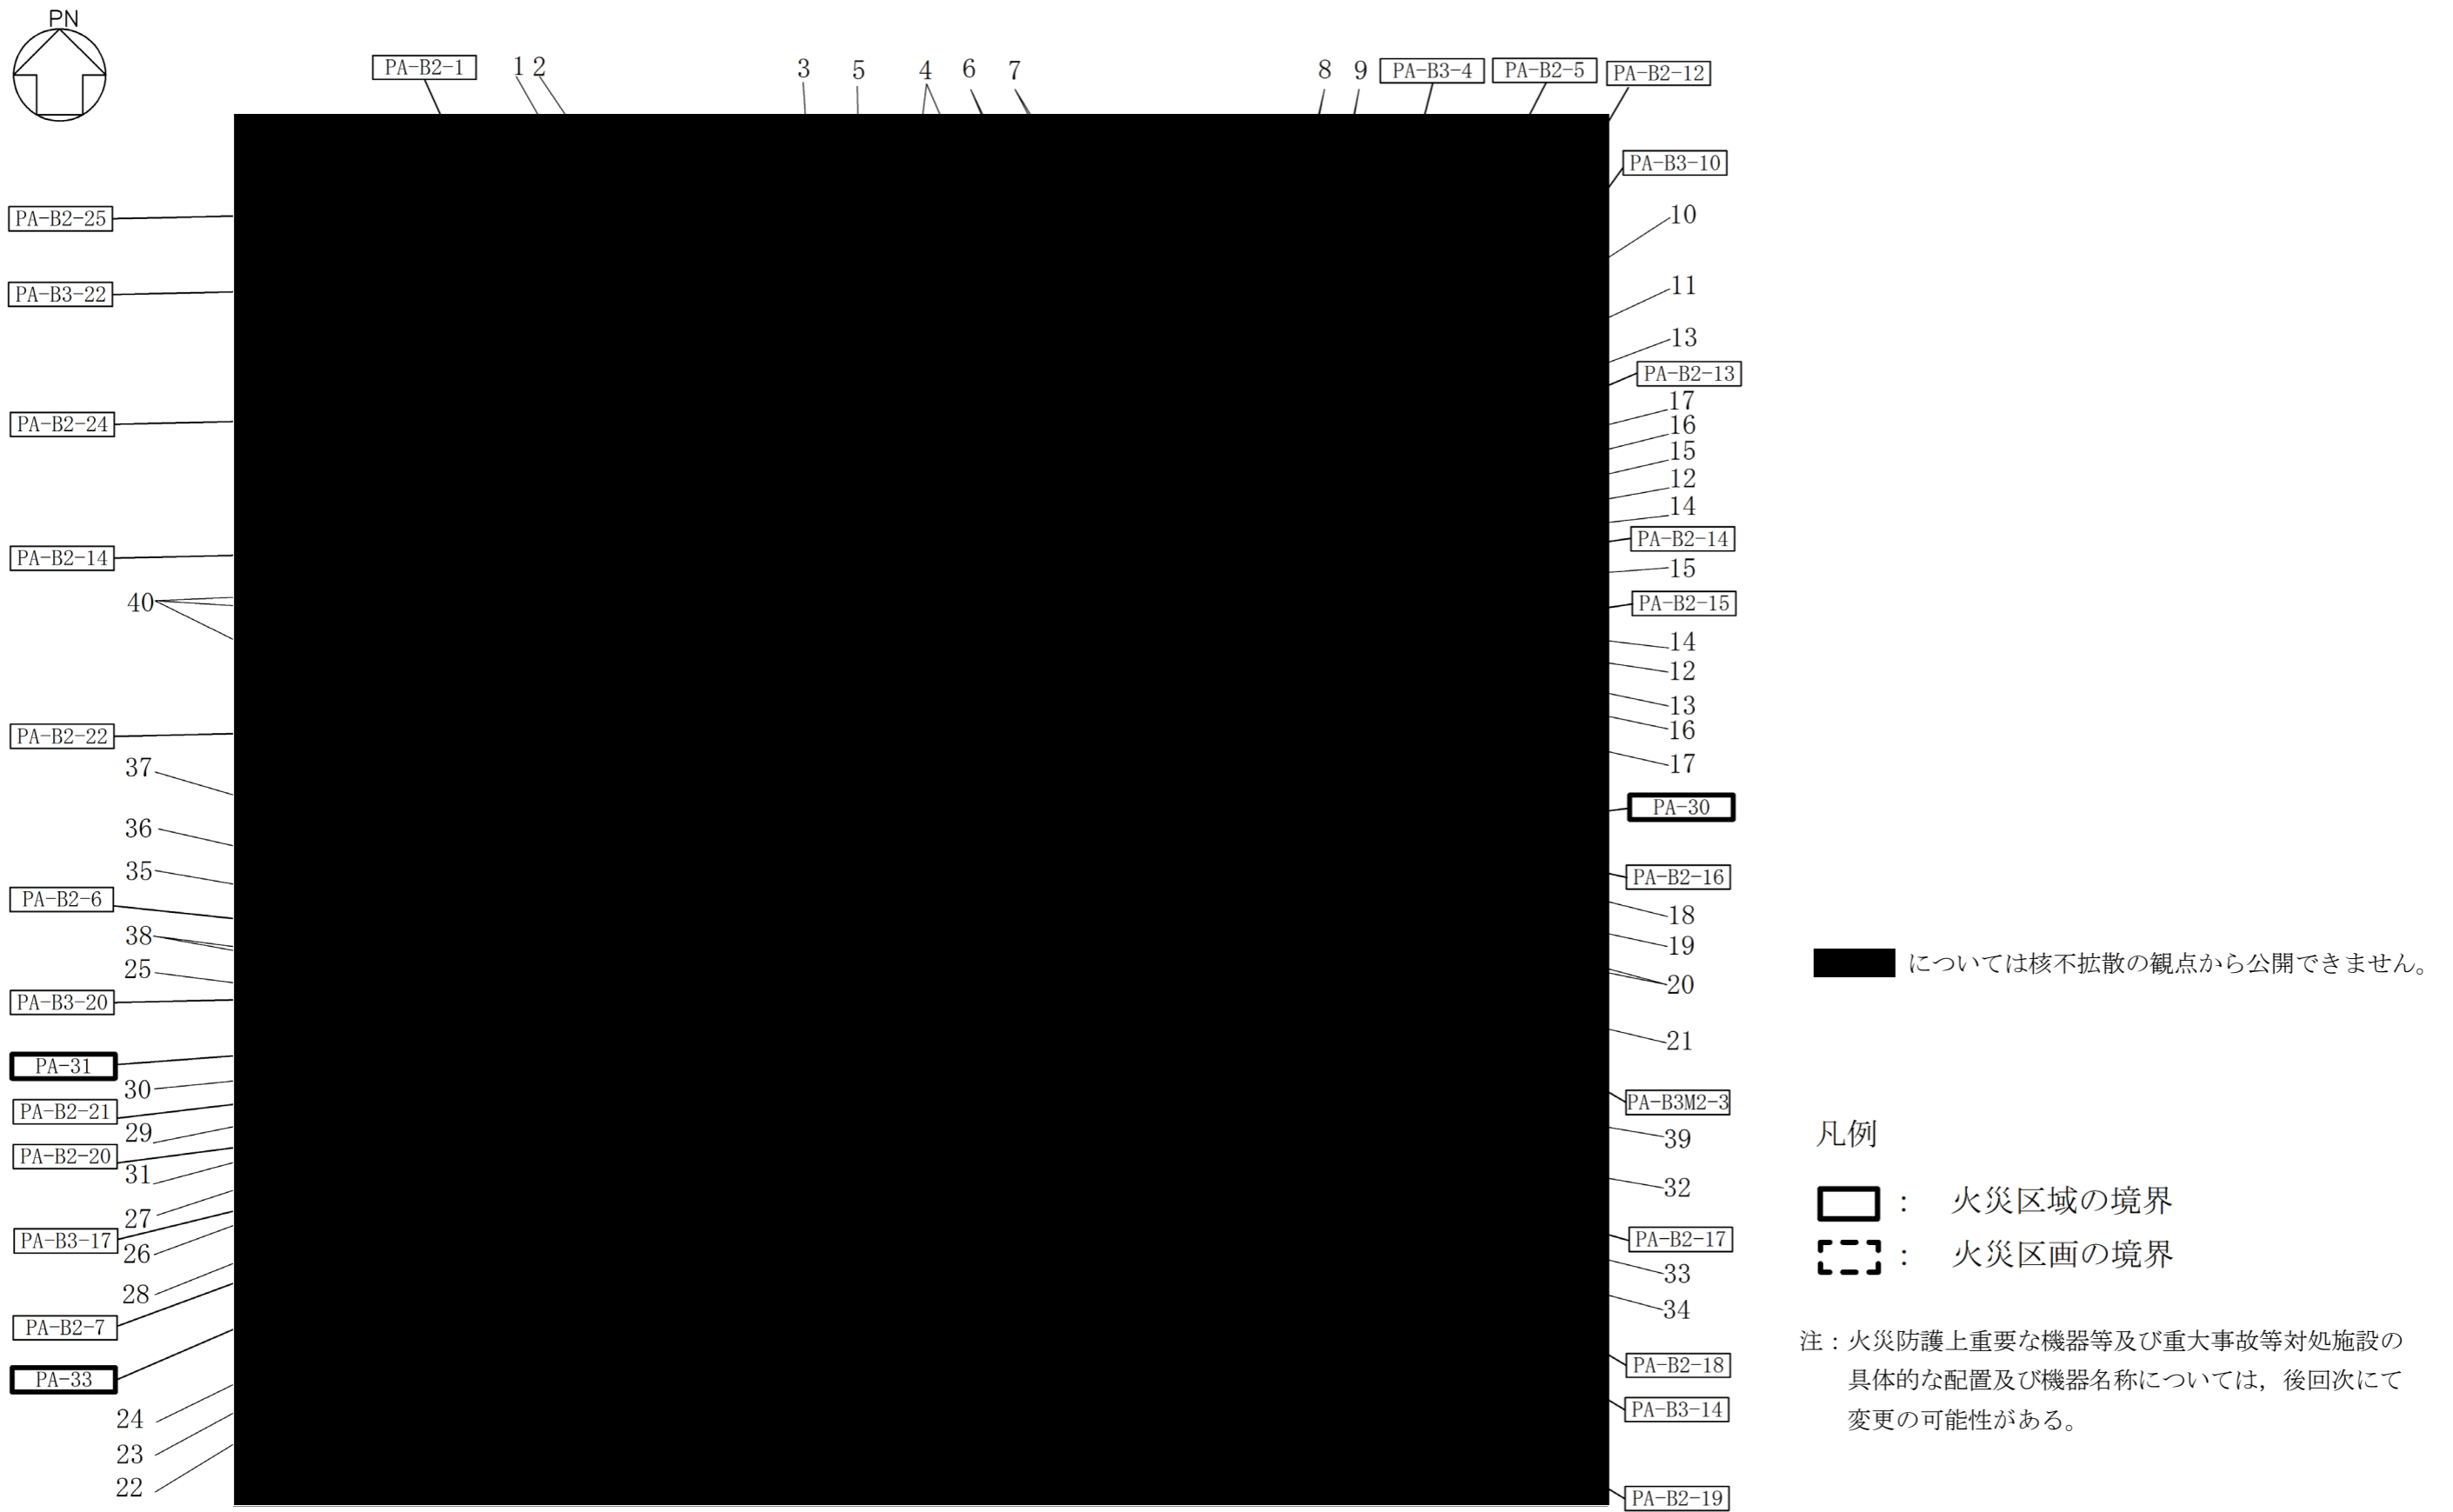 PN
PA-B2-1
1
2
3
5
4
6
7
8
9
PA-B3-4
PA-B2-5
PA-B2-12
PA-B2-25
PA-B3-22
PA-B2-24
PA-B2-14
40
PA-B2-22
37
36
35
PA-B2-6
38
25
PA-B3-20
PA-31
30
PA-B2-21
29
PA-B2-20
31
27
PA-B3-17
26
28
PA-B2-7
PA-33
24
23
22
PA-B3-10
10
11
13
PA-B2-13
17
16
15
12
14
PA-B2-14
15
PA-B2-15
14
12
13
16
17
PA-30
PA-B2-16
18
19
20
21
PA-B3M2-3
39
32
PA-B2-17
33
34
PA-B2-18
PA-B3-14
PA-B2-19
については核不拡散の観点から公開できません。
凡例
： 火災区域の境界
： 火災区画の境界
注：火災防護上重要な機器等及び重大事故等対処施設の
具体的な配置及び機器名称については，後回次にて
変更の可能性がある。